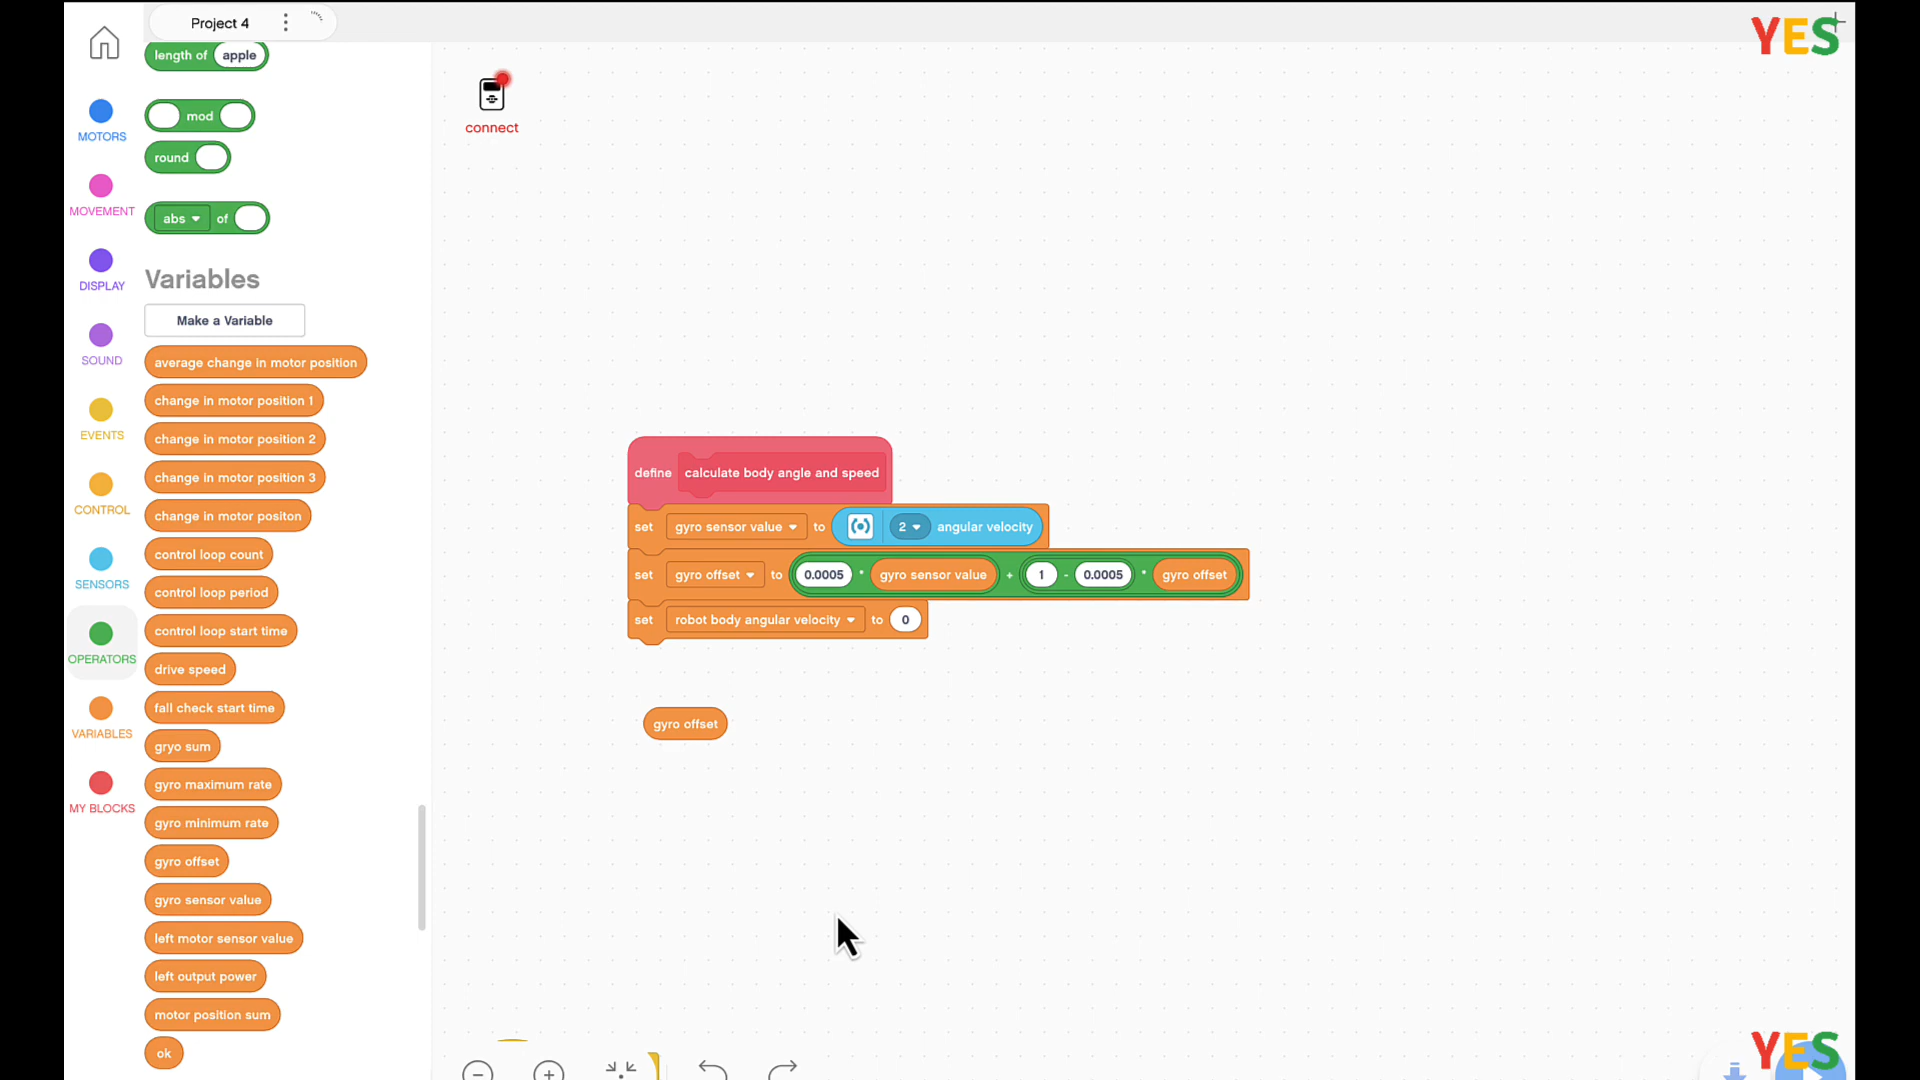 Project 4
YES
length of apple
mod
round
abs of
Variables
Make a Variable
average change in motor position
change in motor position 1
change in motor position 2
change in motor position 3
change in motor positon
control loop count
control loop period
control loop start time
drive speed
fall check start time
gryo sum
gyro maximum rate
gyro minimum rate
gyro offset
gyro sensor value
left motor sensor value
left output power
motor position sum
ok
MOTORS
MOVEMENT
DISPLAY
SOUND
EVENTS
CONTROL
SENSORS
OPERATORS
VARIABLES
MY BLOCKS
connect
define calculate body angle and speed
set gyro sensor value to 2 angular velocity
set gyro offset to 0.0005 * gyro sensor value + 1 - 0.0005 * gyro offset
set robot body angular velocity to 0
gyro offset
YES